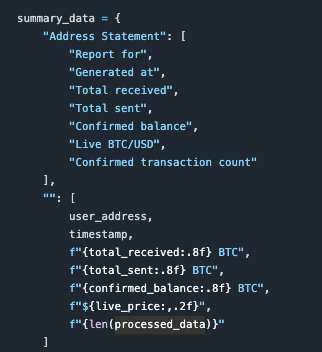 summary_data = {
    "Address Statement": [
        "Report for",
        "Generated at",
        "Total received",
        "Total sent",
        "Confirmed balance",
        "Live BTC/USD",
        "Confirmed transaction count"
    ],
    "": [
        user_address,
        timestamp,
        f"{total_received:.8f} BTC",
        f"{total_sent:.8f} BTC",
        f"{confirmed_balance:.8f} BTC",
        f"${live_price:,.2f}",
        f"{len(processed_data)}"
    ]